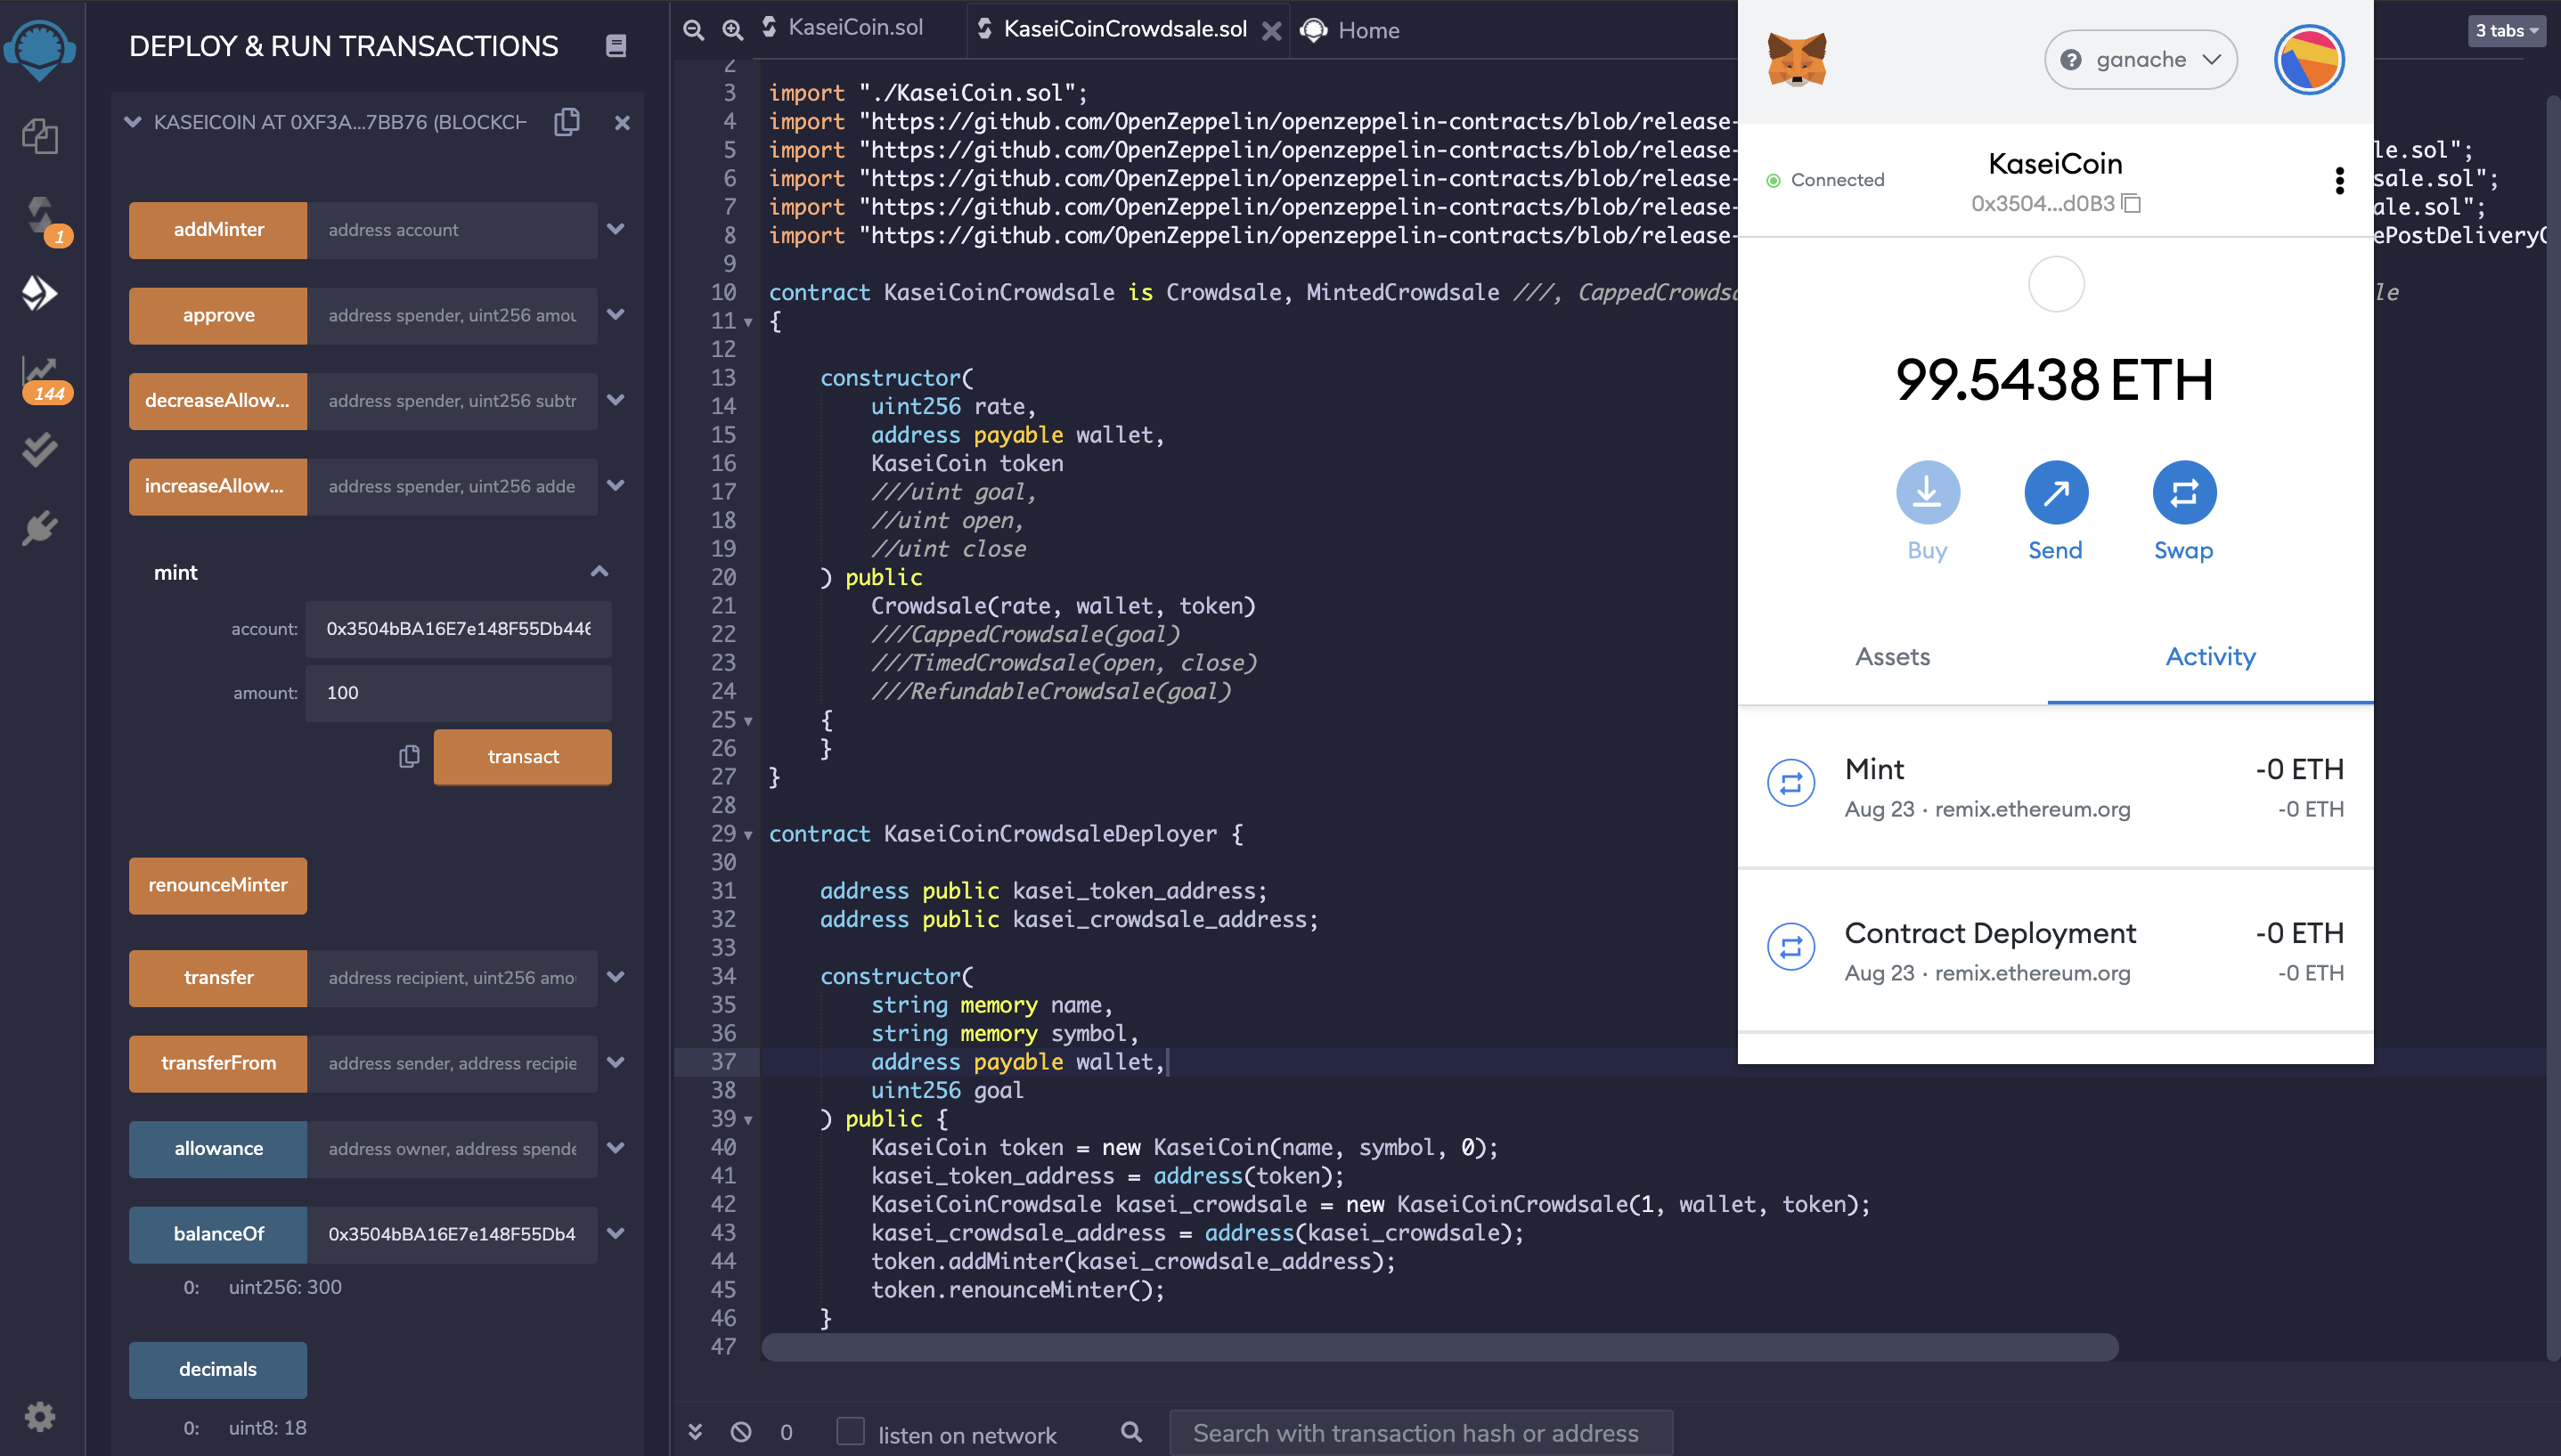 DEPLOY & RUN TRANSACTIONS
KASEICOIN AT 0XF3A...7BB76 (BLOCKCH
addMinter address account
approve address spender, uint256 amou
decreaseAllow... address spender, uint256 subtr
increaseAllow... address spender, uint256 adde
mint
account: 0x3504bBA16E7e148F55Db446
amount: 100
transact
renounceMinter
transfer address recipient, uint256 amo
transferFrom address sender, address recipie
allowance address owner, address spende
balanceOf 0x3504bBA16E7e148F55Db4
0: uint256: 300
decimals
0: uint8: 18
1
144
KaseiCoin.sol
KaseiCoinCrowdsale.sol
Home
3 tabs
2
3 import "./KaseiCoin.sol";
4 import "https://github.com/OpenZeppelin/openzeppelin-contracts/blob/release-
5 import "https://github.com/OpenZeppelin/openzeppelin-contracts/blob/release- le.sol";
6 import "https://github.com/OpenZeppelin/openzeppelin-contracts/blob/release- sale.sol";
7 import "https://github.com/OpenZeppelin/openzeppelin-contracts/blob/release- ale.sol";
8 import "https://github.com/OpenZeppelin/openzeppelin-contracts/blob/release- ePostDelivery
9
10 contract KaseiCoinCrowdsale is Crowdsale, MintedCrowdsale ///, CappedCrowdsa le
11 {
12
13 constructor(
14 uint256 rate,
15 address payable wallet,
16 KaseiCoin token
17 ///uint goal,
18 //uint open,
19 //uint close
20 ) public
21 Crowdsale(rate, wallet, token)
22 ///CappedCrowdsale(goal)
23 ///TimedCrowdsale(open, close)
24 ///RefundableCrowdsale(goal)
25 {
26 }
27 }
28
29 contract KaseiCoinCrowdsaleDeployer {
30
31 address public kasei_token_address;
32 address public kasei_crowdsale_address;
33
34 constructor(
35 string memory name,
36 string memory symbol,
37 address payable wallet,
38 uint256 goal
39 ) public {
40 KaseiCoin token = new KaseiCoin(name, symbol, 0);
41 kasei_token_address = address(token);
42 KaseiCoinCrowdsale kasei_crowdsale = new KaseiCoinCrowdsale(1, wallet, token);
43 kasei_crowdsale_address = address(kasei_crowdsale);
44 token.addMinter(kasei_crowdsale_address);
45 token.renounceMinter();
46 }
47
0 listen on network Search with transaction hash or address
? ganache
Connected
KaseiCoin
0x3504...d0B3
99.5438 ETH
Buy Send Swap
Assets Activity
Mint -0 ETH
Aug 23 · remix.ethereum.org -0 ETH
Contract Deployment -0 ETH
Aug 23 · remix.ethereum.org -0 ETH